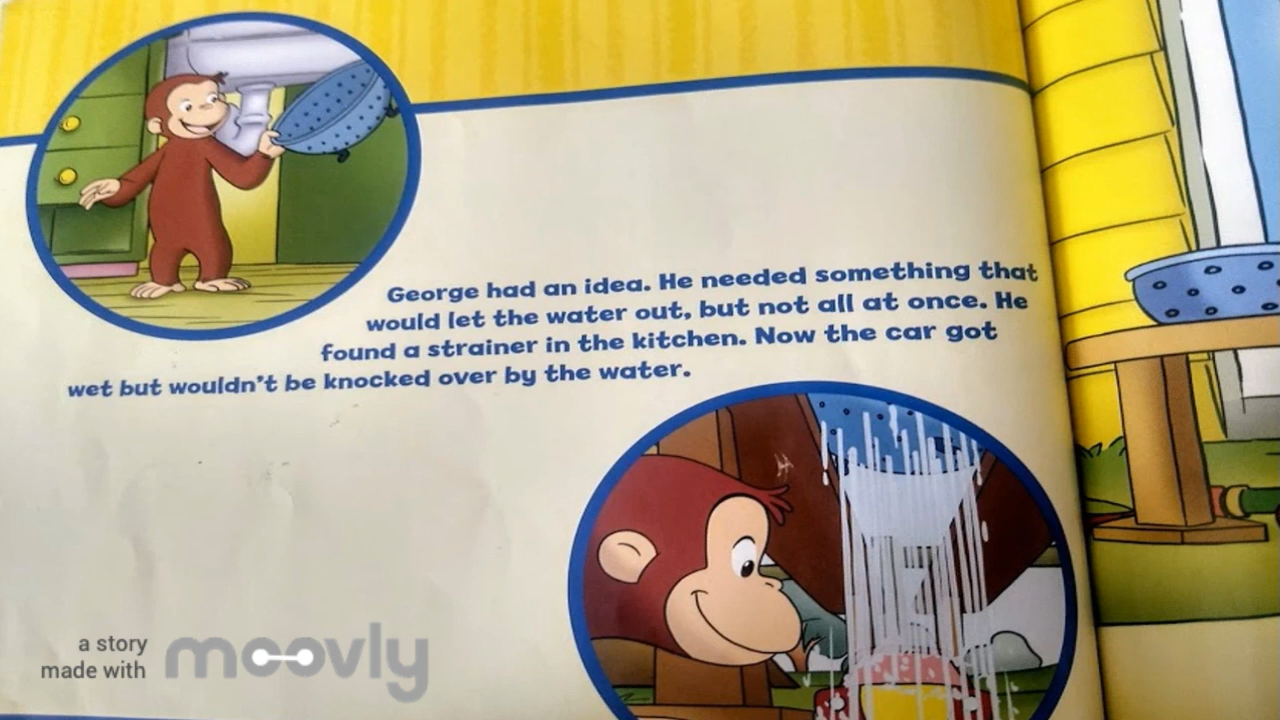 George had an idea. He needed something that
would let the water out, but not all at once. He
found a strainer in the kitchen. Now the car got
wet but wouldn't be knocked over by the water.
a story
made with moovly